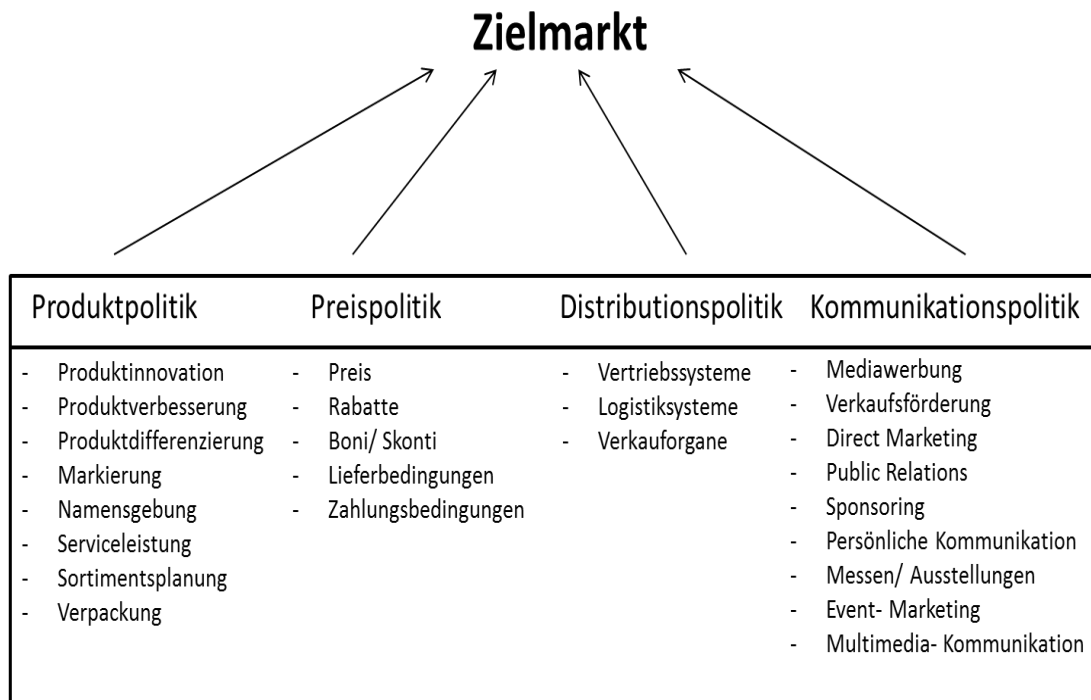 Zielmarkt
Produktpolitik
- Produktinnovation
- Produktverbesserung
- Produktdifferenzierung
- Markierung
- Namensgebung
- Serviceleistung
- Sortimentsplanung
- Verpackung
Preispolitik
- Preis
- Rabatte
- Boni/ Skonti
- Lieferbedingungen
- Zahlungsbedingungen
Distributionspolitik
- Vertriebssysteme
- Logistiksysteme
- Verkauforgane
Kommunikationspolitik
- Mediawerbung
- Verkaufsförderung
- Direct Marketing
- Public Relations
- Sponsoring
- Persönliche Kommunikation
- Messen/ Ausstellungen
- Event- Marketing
- Multimedia- Kommunikation